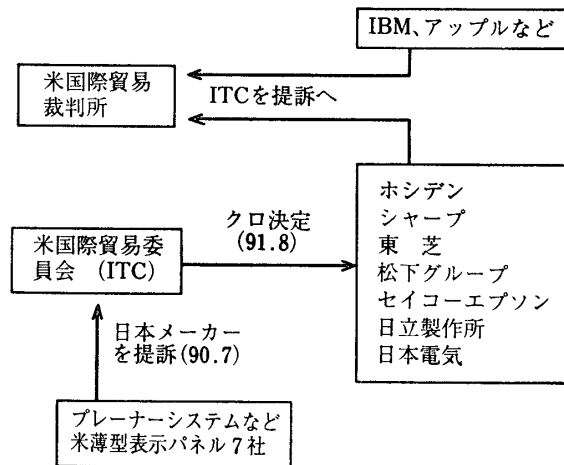 IBM、アップルなど
米国際貿易
裁判所
ITCを提訴へ
ホシデン
シャープ
東　芝
松下グループ
セイコーエプソン
日立製作所
日本電気
クロ決定
(91.8)
米国際貿易委
員会　(ITC)
日本メーカー
を提訴(90.7)
プレーナーシステムなど
米薄型表示パネル7社